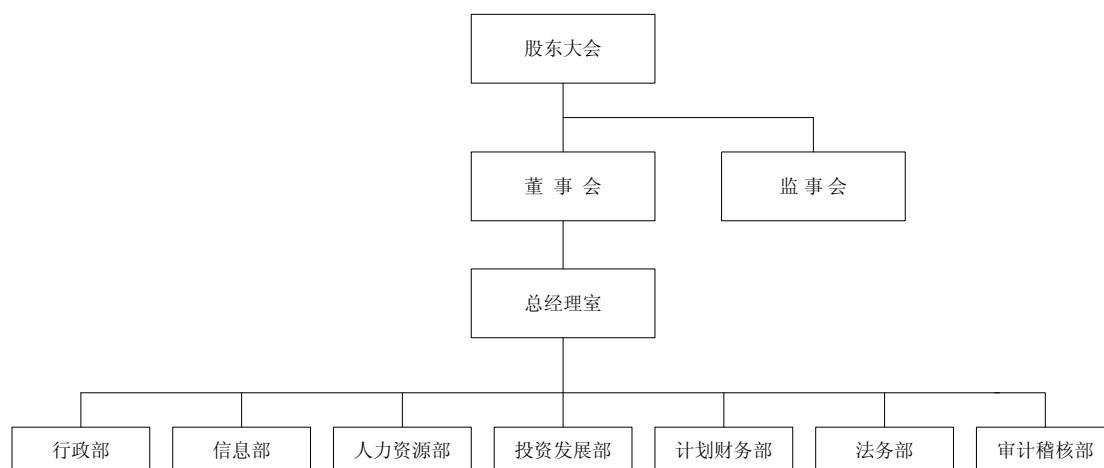 股东大会
董 事 会
监 事 会
总经理室
行政部
信息部
人力资源部
投资发展部
计划财务部
法务部
审计稽核部